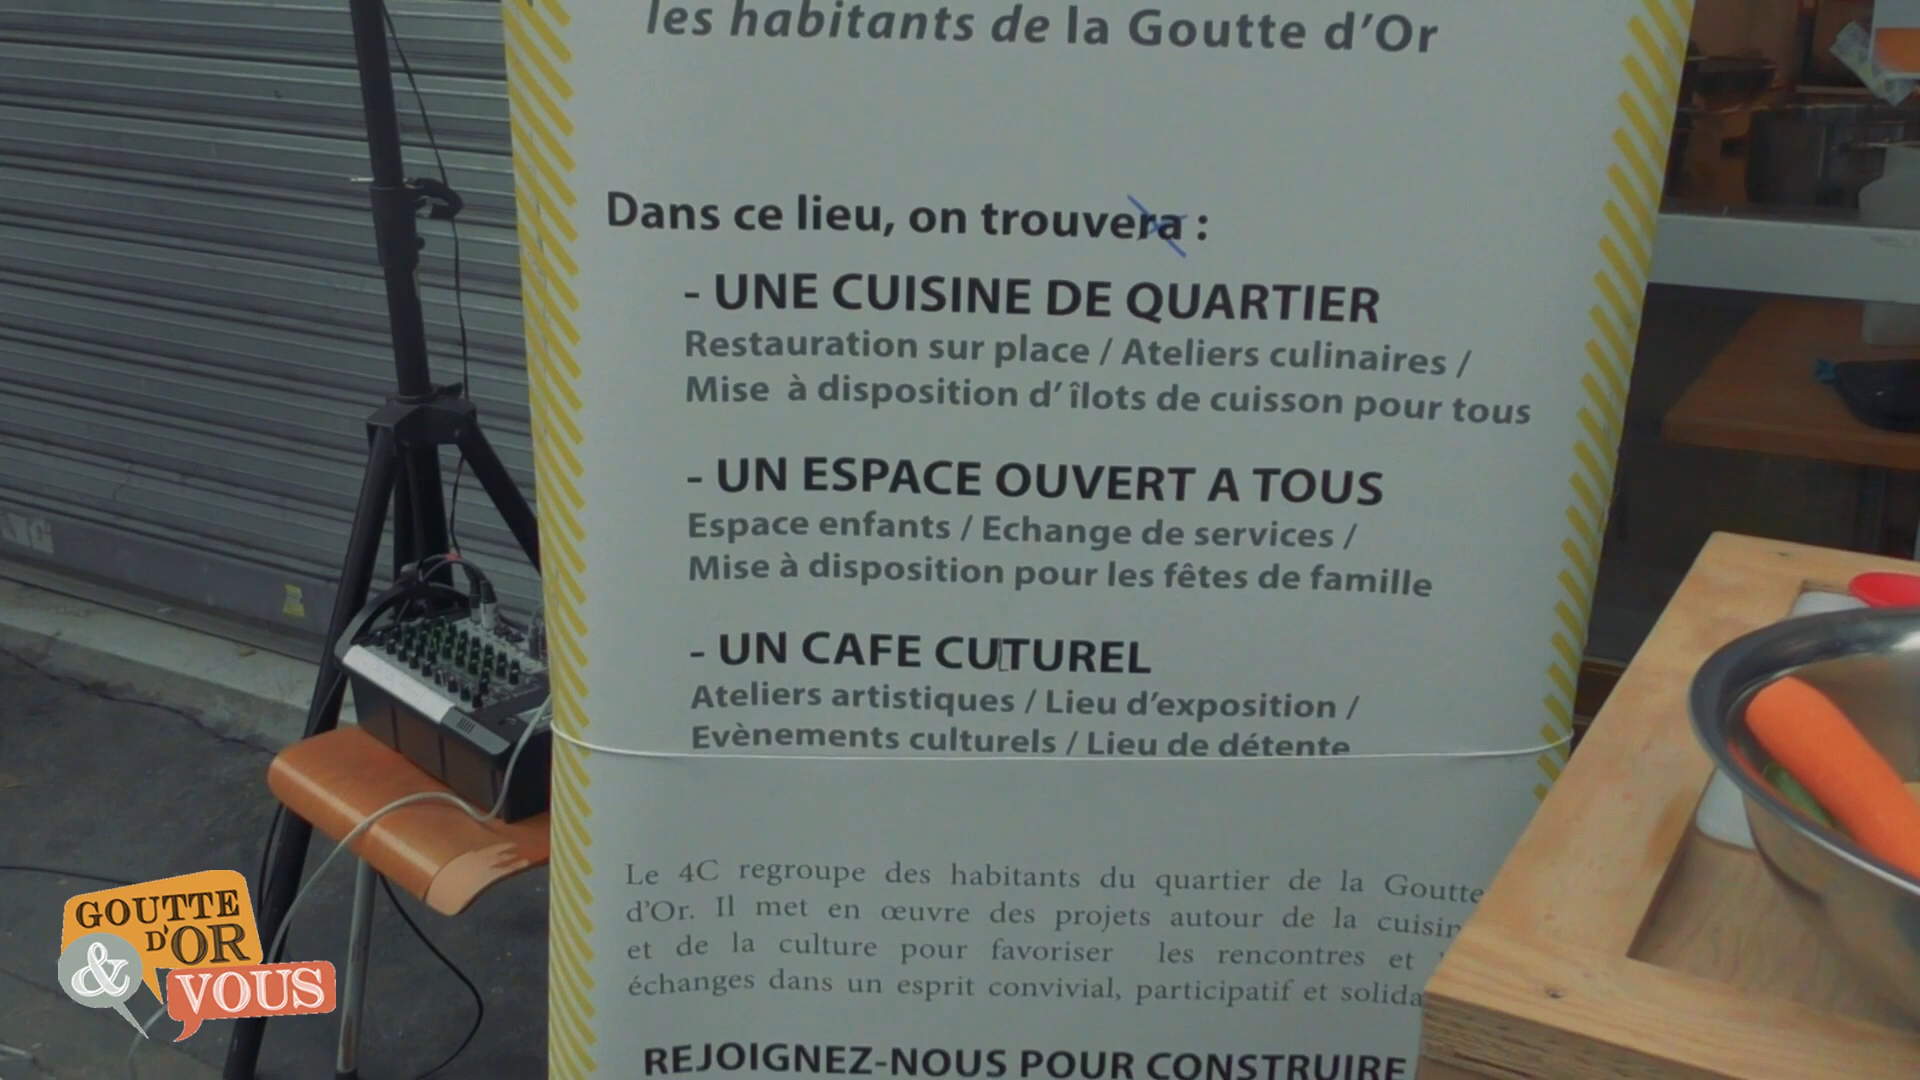 les habitants de la Goutte d'Or
Dans ce lieu, on trouvera :
- UNE CUISINE DE QUARTIER
Restauration sur place / Ateliers culinaires /
Mise à disposition d' îlots de cuisson pour tous
- UN ESPACE OUVERT A TOUS
Espace enfants / Echange de services /
Mise à disposition pour les fêtes de famille
- UN CAFE CUTUREL
Ateliers artistiques / Lieu d'exposition /
Evènements culturels / Lieu de détente
Le 4C regroupe des habitants du quartier de la Goutte
d'Or. Il met en œuvre des projets autour de la cuisin
et de la culture pour favoriser les rencontres et
échanges dans un esprit convivial, participatif et solida
REJOIGNEZ-NOUS POUR CONSTRUIRE
GOUTTE
D'OR
& VOUS